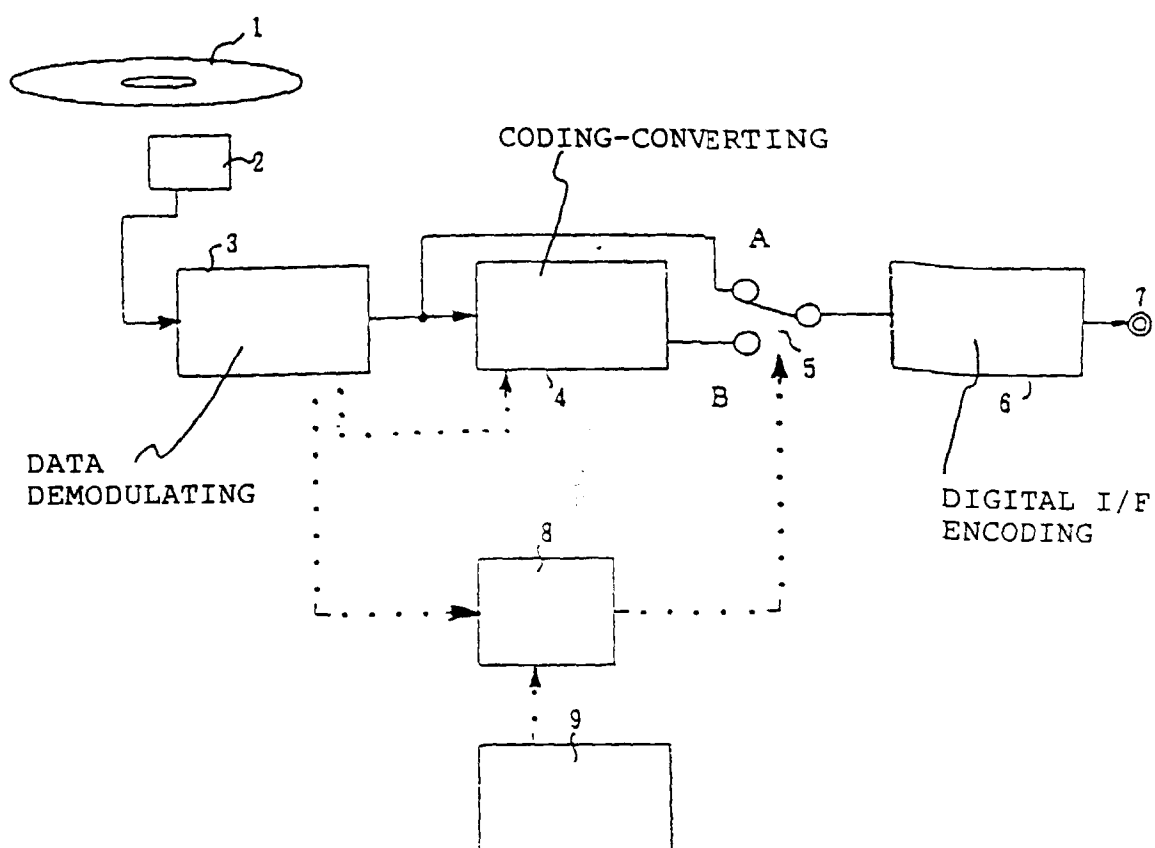 1
2
CODING-CONVERTING
3
A
7
5
4
B
6
DATA
DEMODULATING
DIGITAL I/F
ENCODING
8
9